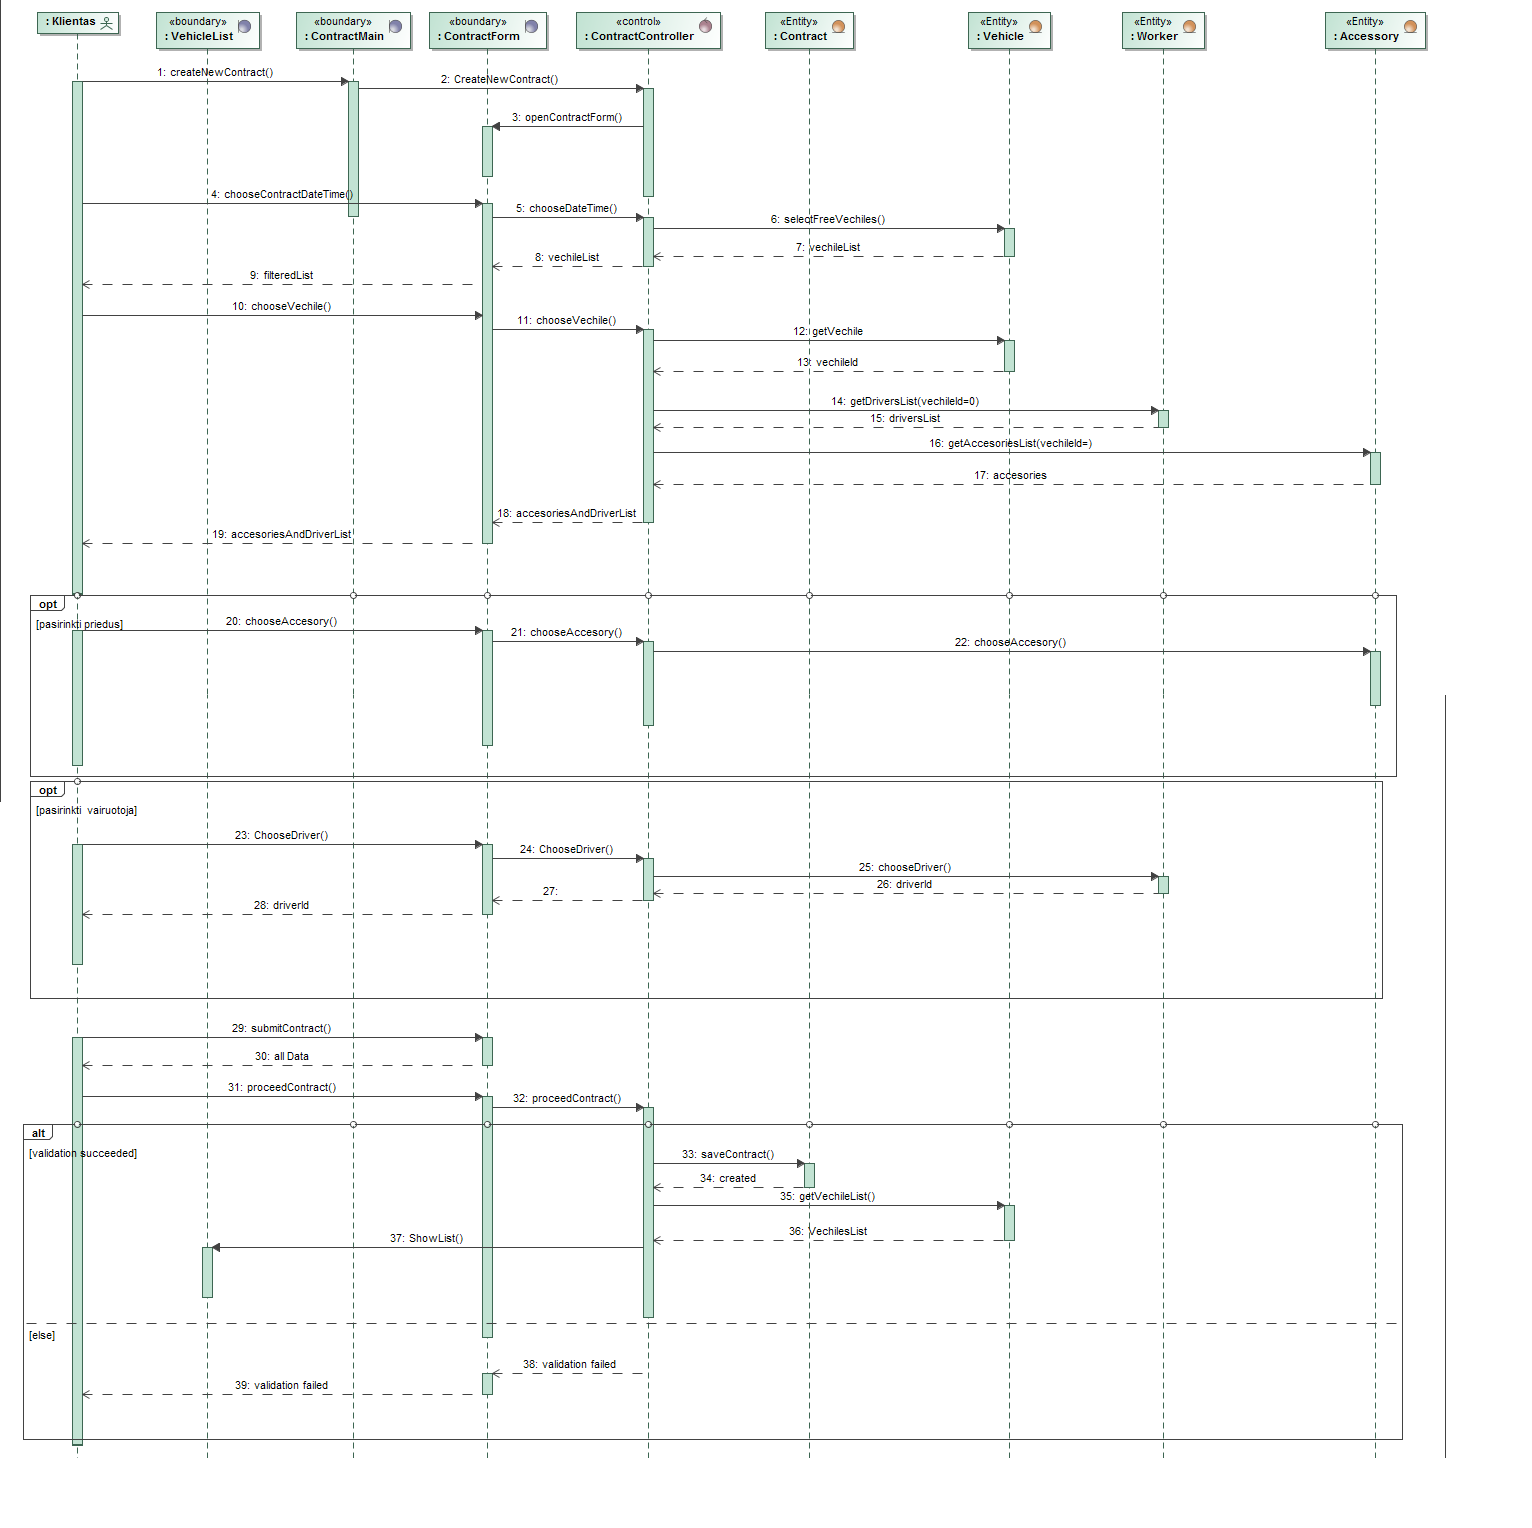 : Klientas
«boundary»
: VehicleList
«boundary»
: ContractMain
«boundary»
: ContractForm
«control»
: ContractController
«Entity»
: Contract
«Entity»
: Vehicle
«Entity»
: Worker
«Entity»
: Accessory
1: createNewContract()
2: CreateNewContract()
3: openContractForm()
4: chooseContractDateTime()
5: chooseDateTime()
6: selectFreeVechiles()
7: vechileList
8: vechileList
9: filteredList
10: chooseVechile()
11: chooseVechile()
12: getVechile
13: vechileId
14: getDriversList(vechileId=0)
15: driversList
16: getAccesoriesList(vechileId=)
17: accesories
18: accesoriesAndDriverList
19: accesoriesAndDriverList
opt
[pasirinkti priedus]
20: chooseAccesory()
21: chooseAccesory()
22: chooseAccesory()
opt
[pasirinkti  vairuotoja]
23: ChooseDriver()
24: ChooseDriver()
25: chooseDriver()
26: driverId
27:
28: driverId
29: submitContract()
30: all Data
31: proceedContract()
32: proceedContract()
alt
[validation succeeded]
33: saveContract()
34: created
35: getVechileList()
36: VechilesList
37: ShowList()
[else]
38: validation failed
39: validation failed